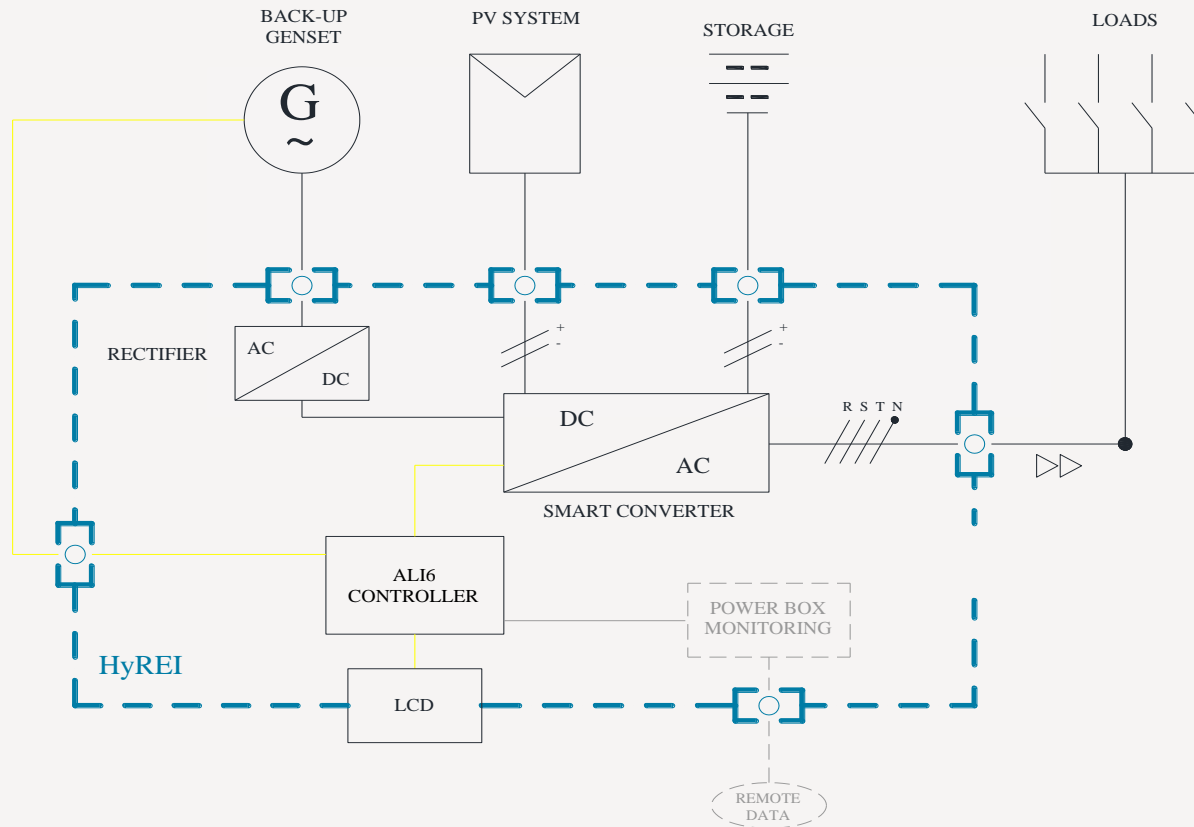 BACK-UP
GENSET
PV SYSTEM
STORAGE
LOADS
G
~
RECTIFIER
AC
DC
+
-
+
-
DC
AC
R S T N
SMART CONVERTER
ALI6
CONTROLLER
POWER BOX
MONITORING
HyREI
LCD
REMOTE
DATA